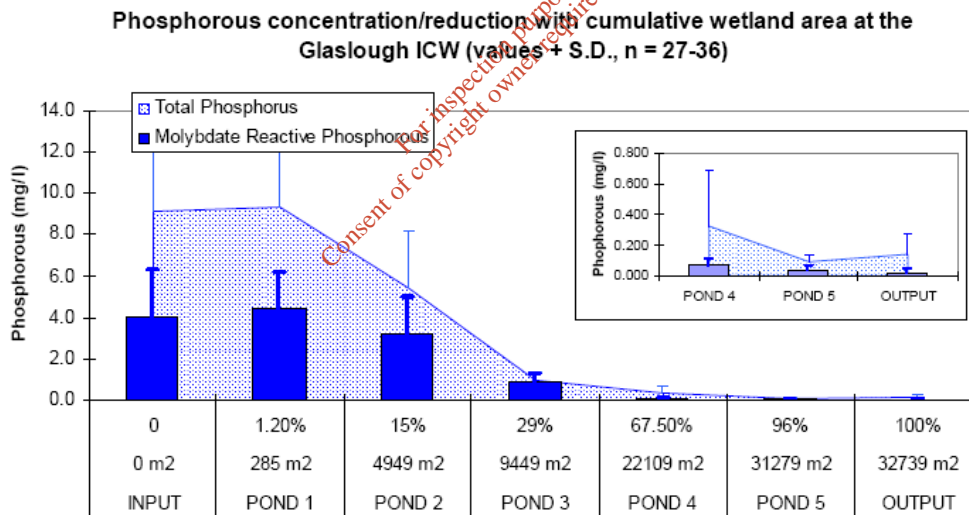 Phosphorous concentration/reduction with cumulative wetland area at the
Glaslough ICW (values + S.D., n = 27-36)
For inspection purpo
Consent of copyright owner require
Total Phosphorus
Molybdate Reactive Phosphorous
Phosphorous (mg/l)
14.0
12.0
10.0
8.0
6.0
4.0
2.0
0.0
Phophorous (mg/l)
0.800
0.600
0.400
0.200
0.000
POND 4 POND 5 OUTPUT
0 1.20% 15% 29% 67.50% 96% 100%
0 m2 285 m2 4949 m2 9449 m2 22109 m2 31279 m2 32739 m2
INPUT POND 1 POND 2 POND 3 POND 4 POND 5 OUTPUT